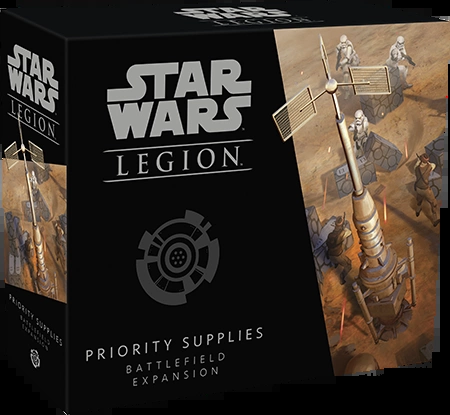 STAR
WARS
LEGION
PRIORITY SUPPLIES
BATTLEFIELD
EXPANSION
STAR
WARS
LEGION
PRIORITY SUPPLIES
BATTLEFIELD
EXPANSION